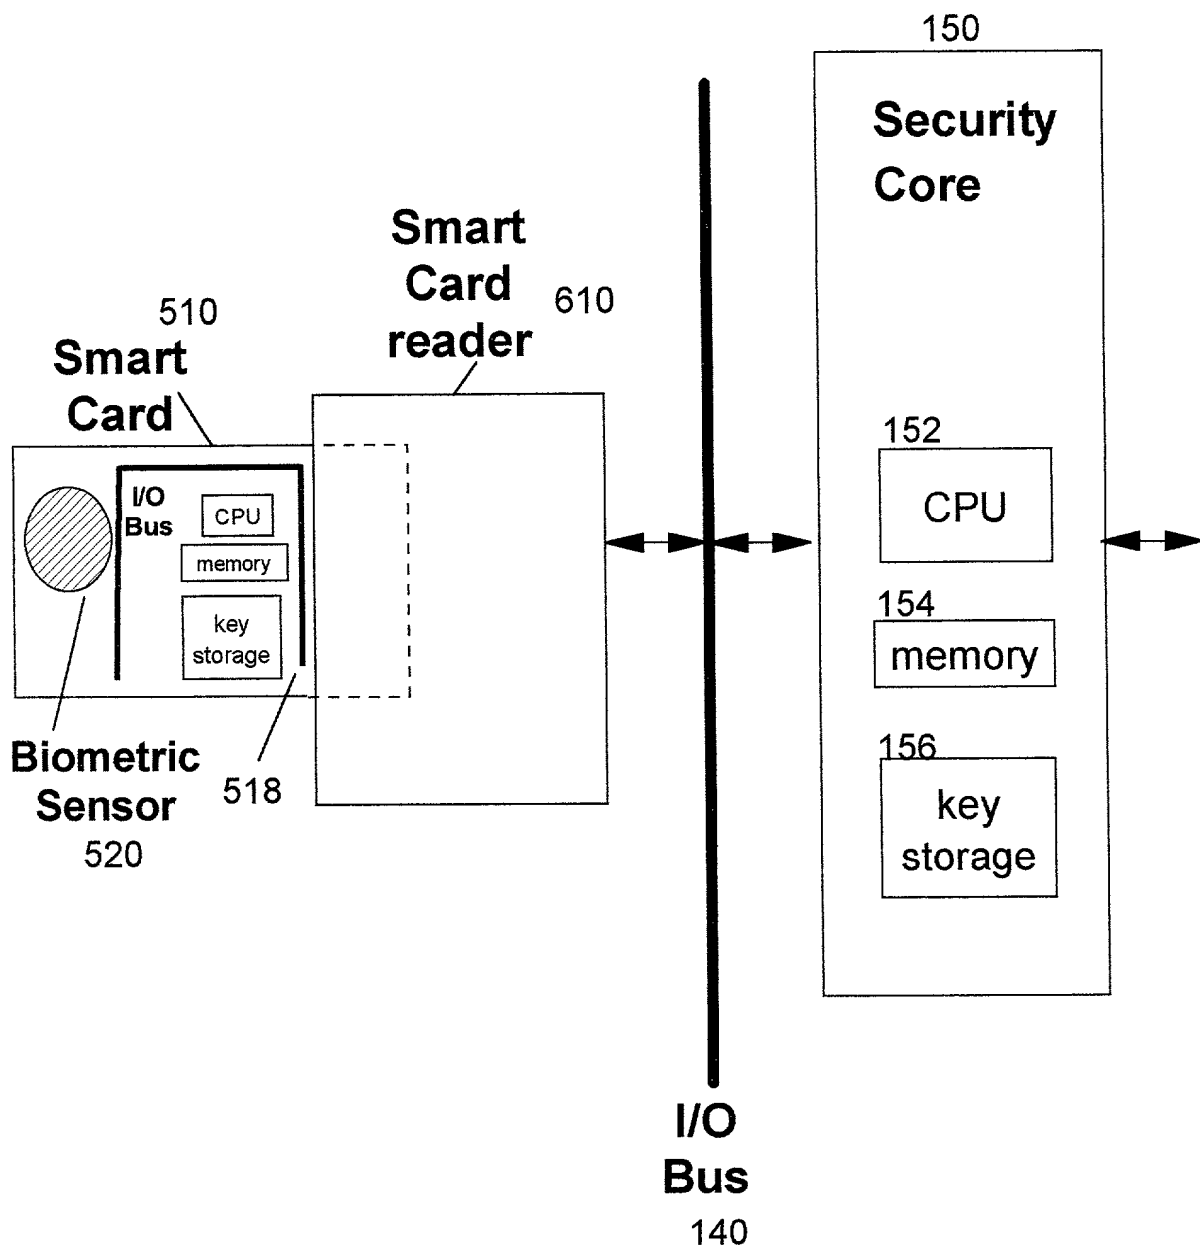 150
Security
Core
Smart
Card
reader
610
510
Smart
Card
I/O
Bus
CPU
memory
key
storage
152
CPU
154
memory
156
key
storage
Biometric
Sensor
520
518
I/O
Bus
140